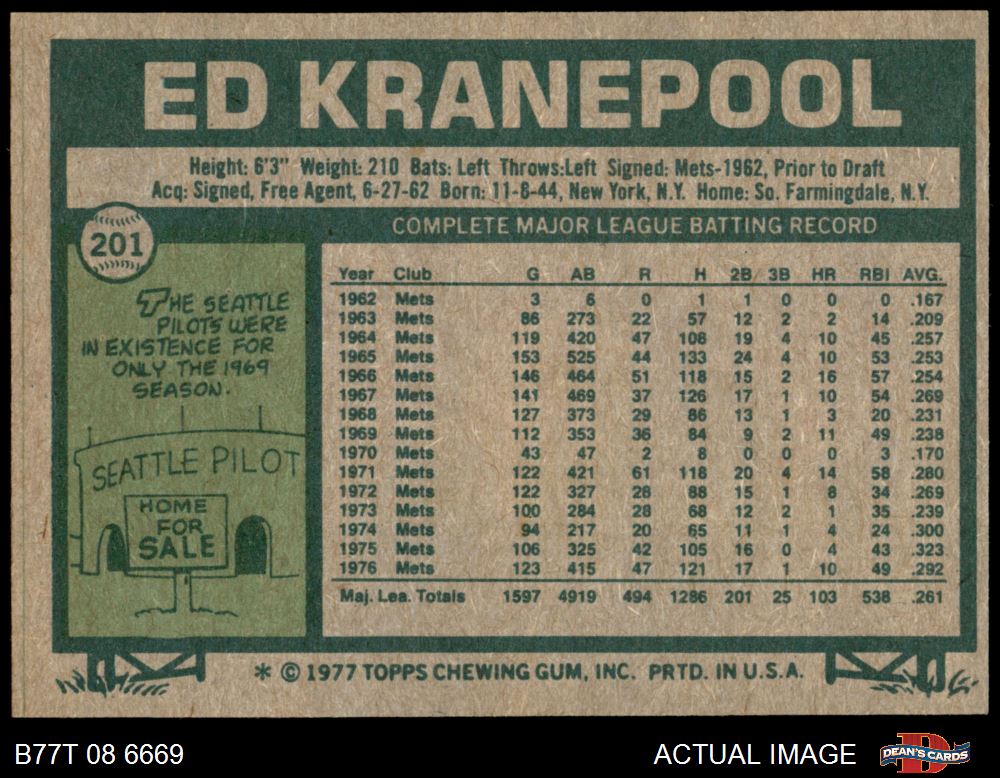 ED KRANEPOOL
Height: 6'3" Weight: 210 Bats: Left Throws:Left Signed: Mets-1962, Prior to Draft
Acq: Signed, Free Agent, 6-27-62 Born: 11-8-44, New York, N.Y. Home: So. Farmingdale, N.Y.
201
THE SEATTLE
PILOTS WERE
IN EXISTENCE FOR
ONLY THE 1969
SEASON.
SEATTLE PILOT
HOME
FOR
SALE
COMPLETE MAJOR LEAGUE BATTING RECORD
Year Club G AB R H 2B 3B HR RBI AVG.
1962 Mets 3 6 0 1 1 0 0 0 .167
1963 Mets 86 273 22 57 12 2 2 14 .209
1964 Mets 119 420 47 108 19 4 10 45 .257
1965 Mets 153 525 44 133 24 4 10 53 .253
1966 Mets 146 464 51 118 15 2 16 57 .254
1967 Mets 141 469 37 126 17 1 10 54 .269
1968 Mets 127 373 29 86 13 1 3 20 .231
1969 Mets 112 353 36 84 9 2 11 49 .238
1970 Mets 43 47 2 8 0 0 0 3 .170
1971 Mets 122 421 61 118 20 4 14 58 .280
1972 Mets 122 327 28 88 15 1 8 34 .269
1973 Mets 100 284 28 68 12 2 1 35 .239
1974 Mets 94 217 20 65 11 1 4 24 .300
1975 Mets 106 325 42 105 16 0 4 43 .323
1976 Mets 123 415 47 121 17 1 10 49 .292
Maj. Lea. Totals 1597 4919 494 1286 201 25 103 538 .261
* © 1977 TOPPS CHEWING GUM, INC. PRTD. IN U.S.A.
B77T 08 6669
ACTUAL IMAGE
DEAN'S CARDS